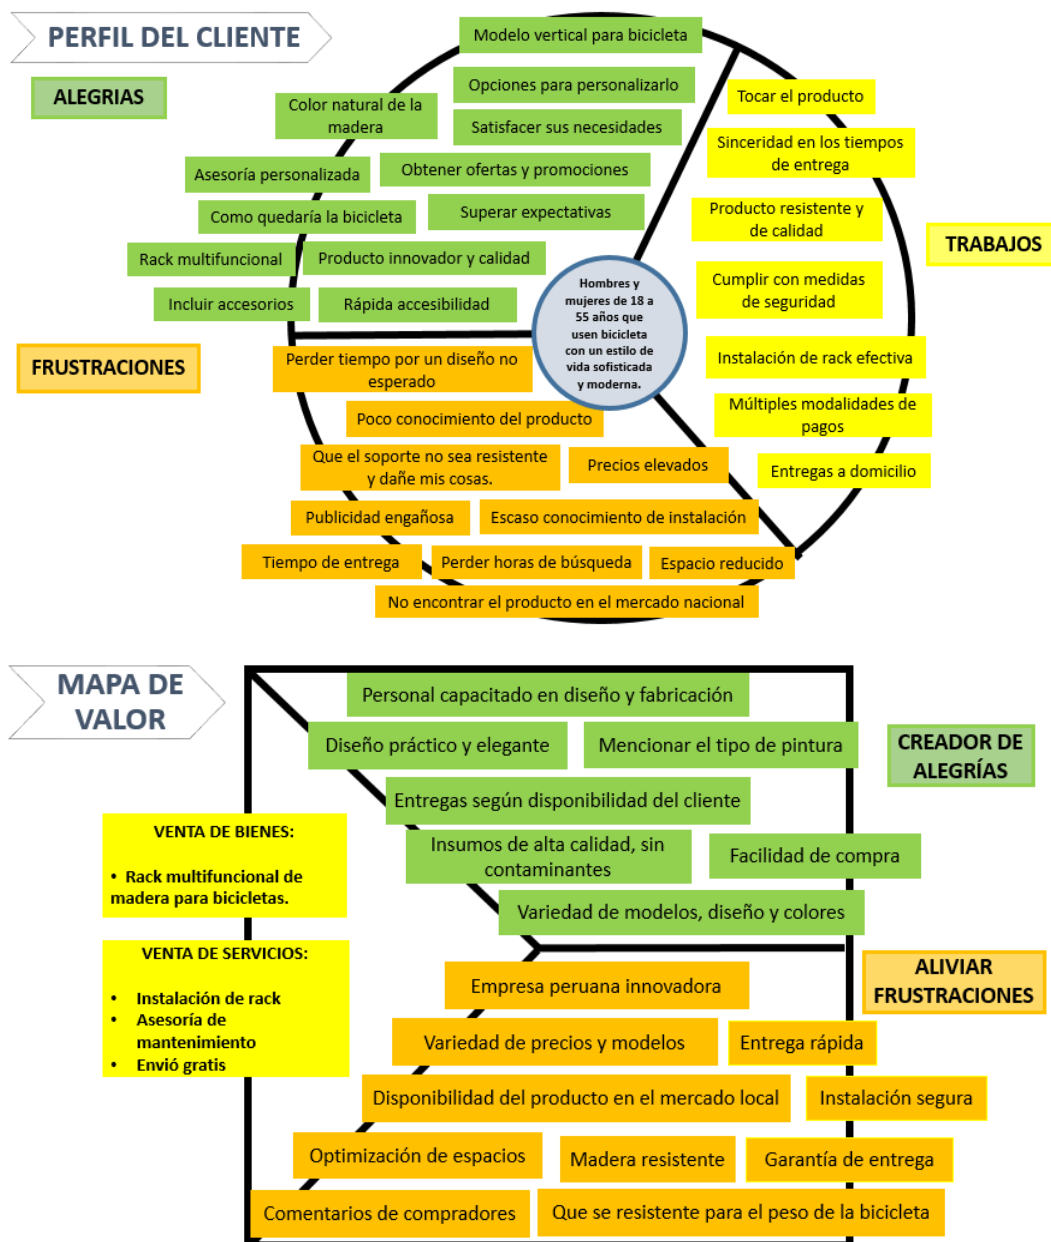 PERFIL DEL CLIENTE
Modelo vertical para bicicleta
ALEGRIAS
Opciones para personalizarlo
Color natural de la
madera
Satisfacer sus necesidades
Asesoría personalizada
Obtener ofertas y promociones
Como quedaría la bicicleta
Superar expectativas
Rack multifuncional
Producto innovador y calidad
Incluir accesorios
Rápida accesibilidad
Tocar el producto
Sinceridad en los tiempos
de entrega
Producto resistente y
de calidad
TRABAJOS
Cumplir con medidas
de seguridad
Instalación de rack efectiva
Múltiples modalidades de
pagos
Entregas a domicilio
Hombres y
mujeres de 18 a
55 años que
usen bicicleta
con un estilo de
vida sofisticada
y moderna.
FRUSTRACIONES
Perder tiempo por un diseño no
esperado
Poco conocimiento del producto
Que el soporte no sea resistente
y dañe mis cosas.
Precios elevados
Publicidad engañosa
Escaso conocimiento de instalación
Tiempo de entrega
Perder horas de búsqueda
Espacio reducido
No encontrar el producto en el mercado nacional
MAPA DE
VALOR
Personal capacitado en diseño y fabricación
Diseño práctico y elegante
Mencionar el tipo de pintura
CREADOR DE
ALEGRÍAS
Entregas según disponibilidad del cliente
Insumos de alta calidad, sin
contaminantes
Facilidad de compra
Variedad de modelos, diseño y colores
VENTA DE BIENES:
• Rack multifuncional de
madera para bicicletas.
VENTA DE SERVICIOS:
• Instalación de rack
• Asesoría de
mantenimiento
• Envió gratis
ALIVIAR
FRUSTRACIONES
Empresa peruana innovadora
Variedad de precios y modelos
Entrega rápida
Disponibilidad del producto en el mercado local
Instalación segura
Optimización de espacios
Madera resistente
Garantía de entrega
Comentarios de compradores
Que se resistente para el peso de la bicicleta